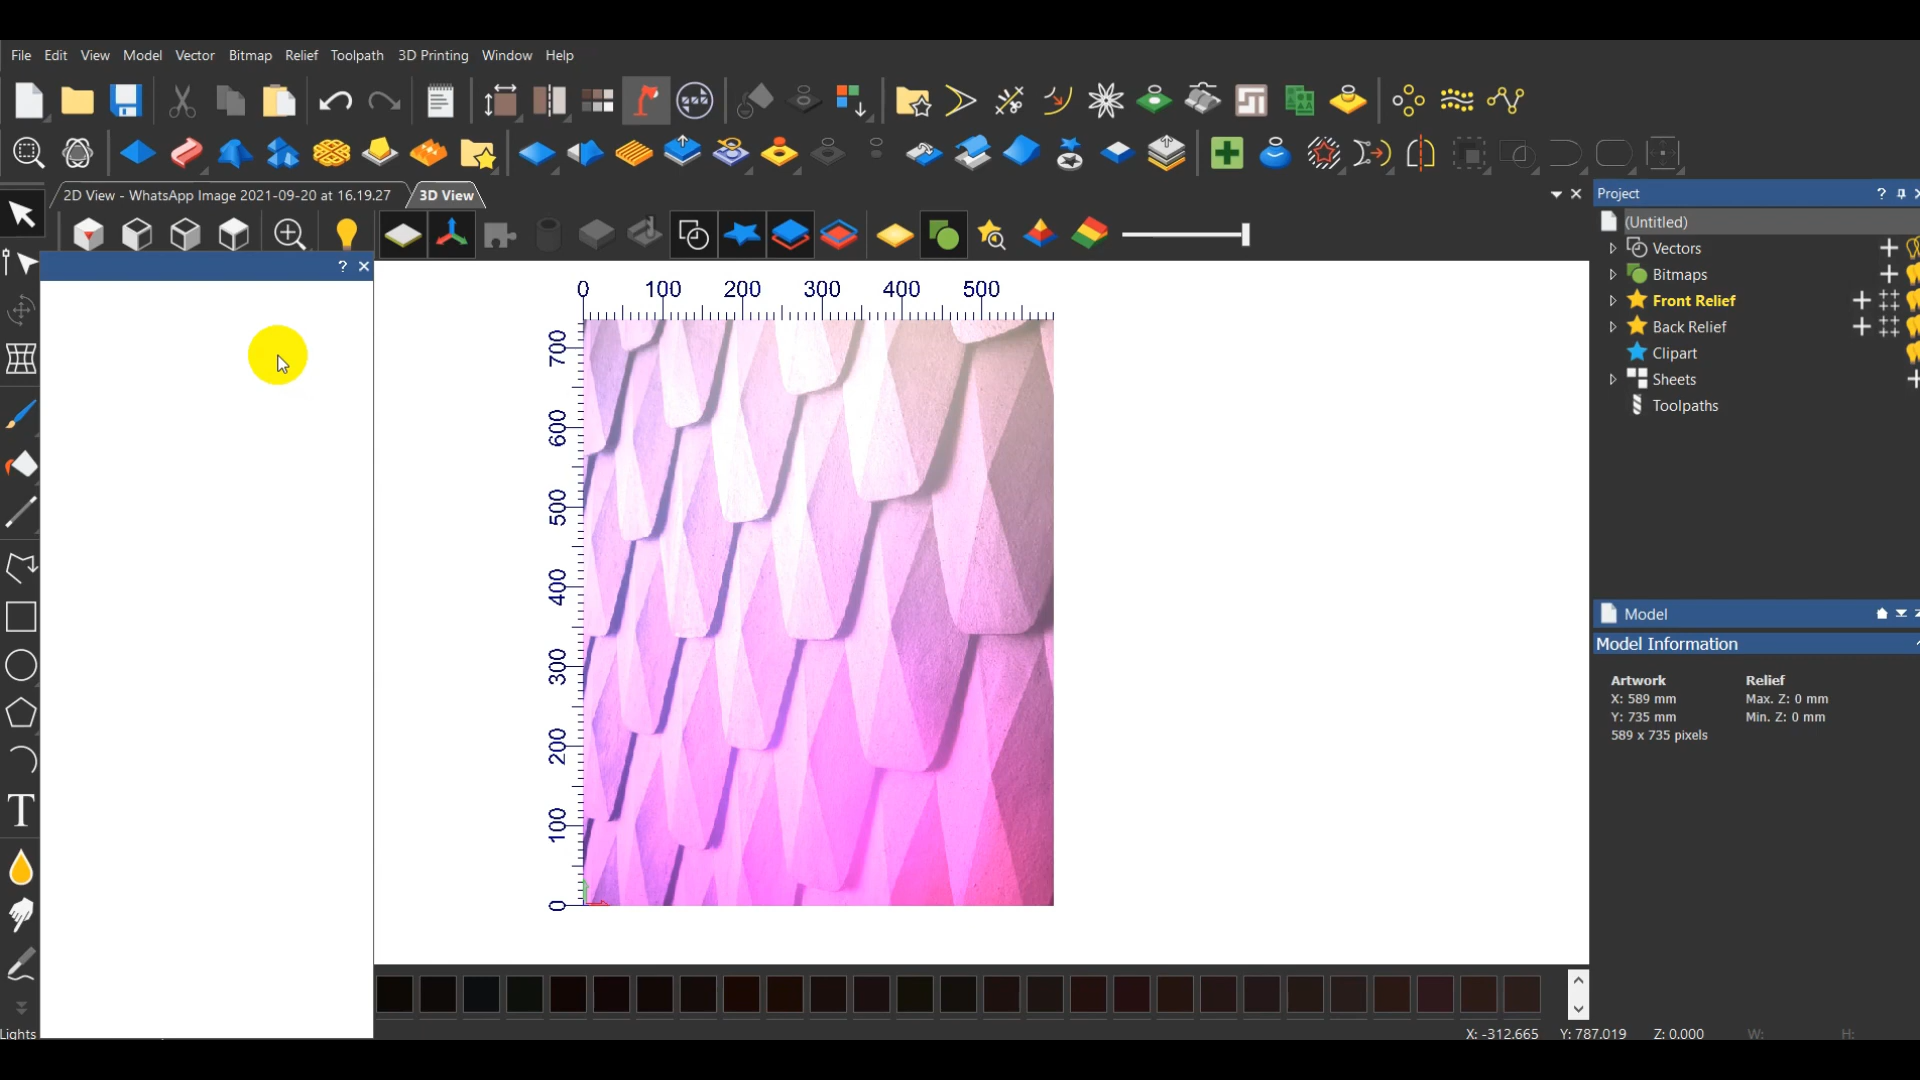 File Edit View Model Vector Bitmap Relief Toolpath 3D Printing Window Help
2D View - WhatsApp Image 2021-09-20 at 16.19.27 3D View
Project ?
(Untitled)
Vectors
Bitmaps
Front Relief
Back Relief
Clipart
Sheets
Toolpaths
?
0 100 200 300 400 500
700
600
500
400
300
200
100
0
T
Model
Model Information
Artwork Relief
X: 589 mm Max. Z: 0 mm
Y: 735 mm Min. Z: 0 mm
589 x 735 pixels
Lights
X: -312.665 Y: 787.019 Z: 0.000 W: H: